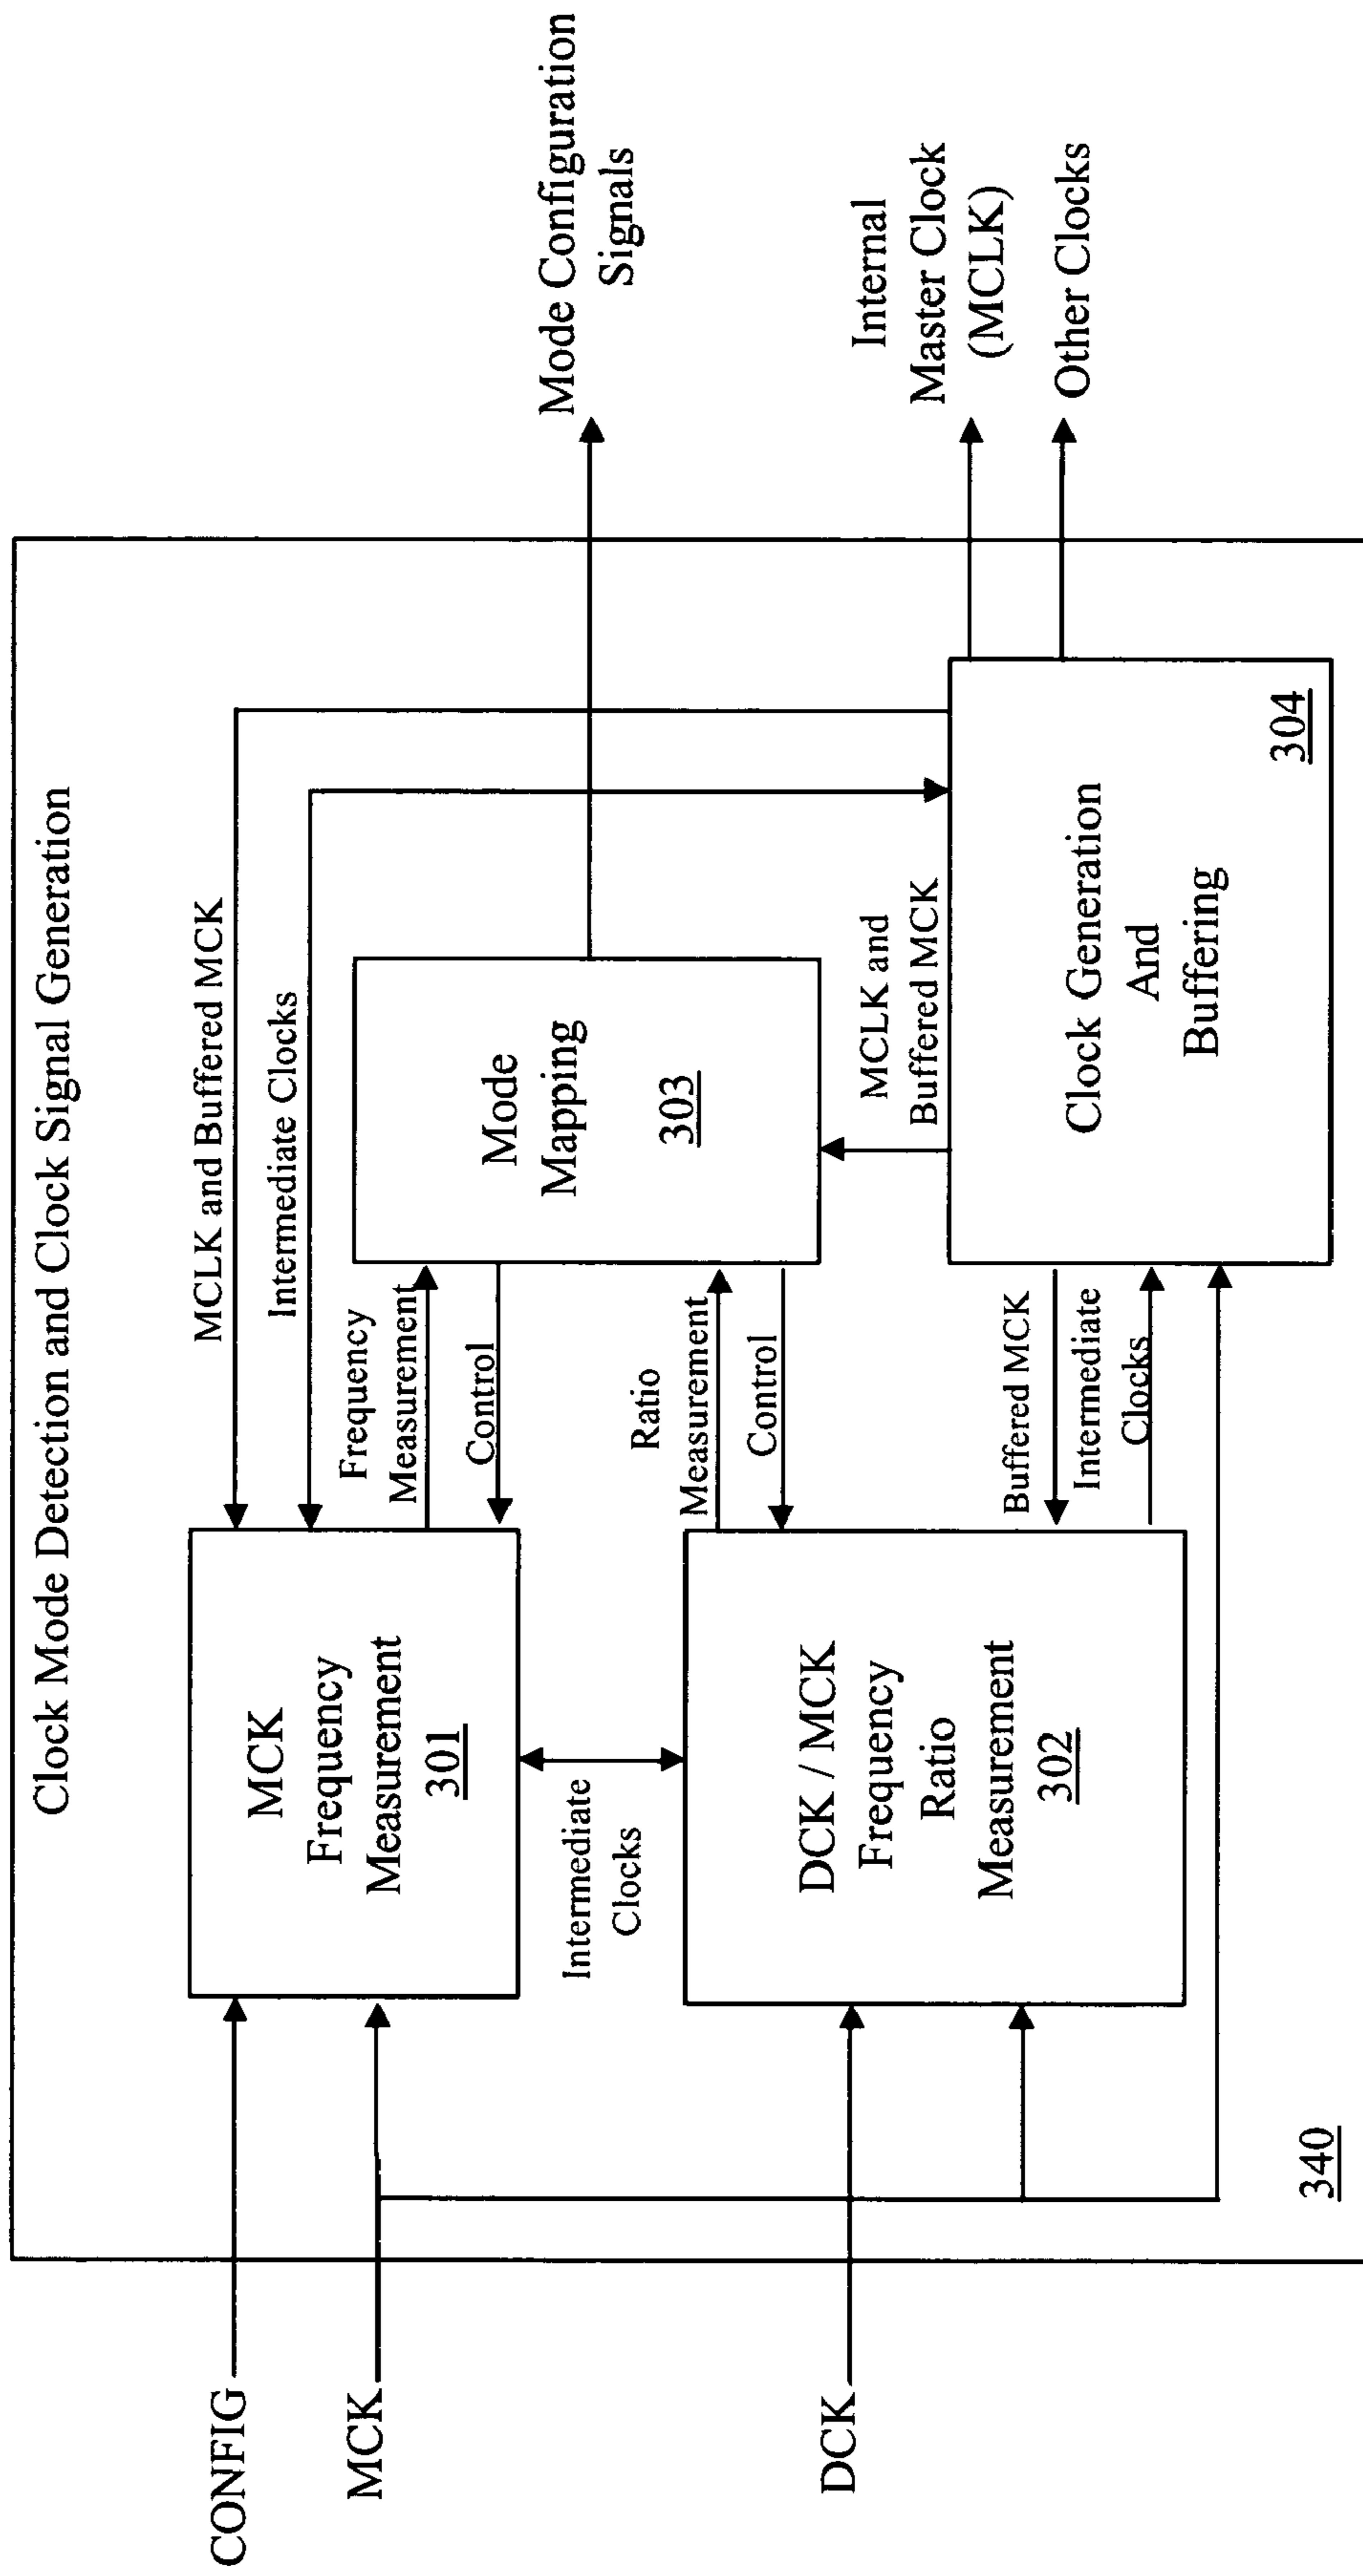 Clock Mode Detection and Clock Signal Generation
CONFIG
MCK
DCK
MCK
Frequency
Measurement
301
Intermediate
Clocks
DCK / MCK
Frequency
Ratio
Measurement
302
MCLK and Buffered MCK
Intermediate Clocks
Frequency
Measurement
Control
Ratio
Measurement
Control
Buffered MCK
Intermediate
Clocks
Mode
Mapping
303
MCLK and
Buffered MCK
Clock Generation
And
Buffering
304
Mode Configuration
Signals
Internal
Master Clock
(MCLK)
Other Clocks
340